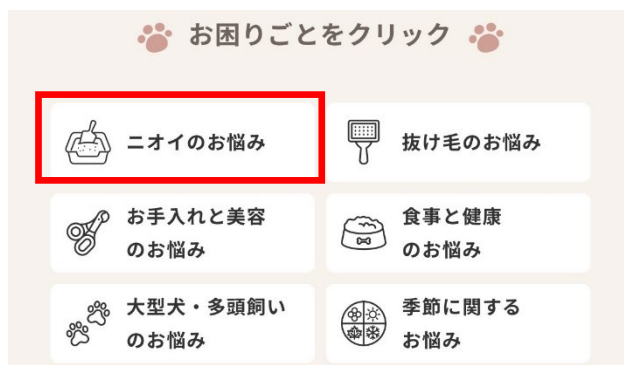 お困りごとをクリック
ニオイのお悩み
抜け毛のお悩み
お手入れと美容
のお悩み
食事と健康
のお悩み
大型犬・多頭飼い
のお悩み
季節に関する
お悩み